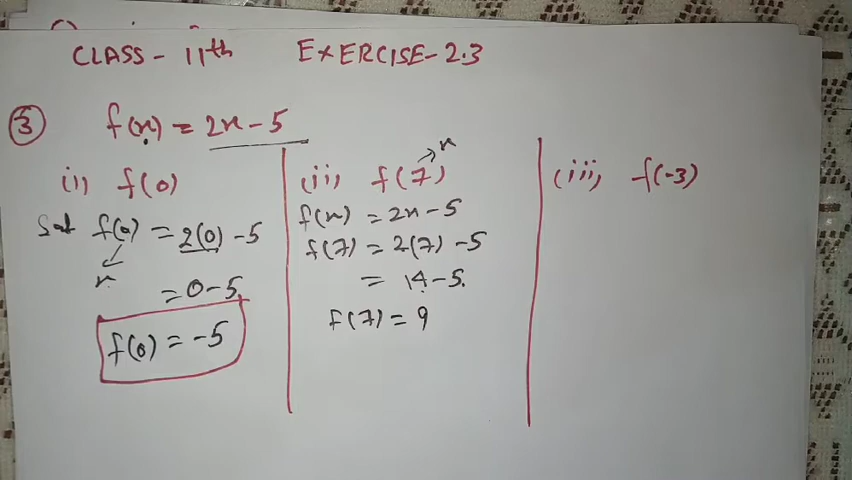 CLASS - 11th EXERCISE-2.3
③ f(x) = 2x - 5
(i) f(0)
Sol f(0) = 2(0) - 5
x
= 0 - 5
f(0) = -5
(ii) f(7) → x
f(x) = 2x - 5
f(7) = 2(7) - 5
= 14 - 5
f(7) = 9
(iii) f(-3)